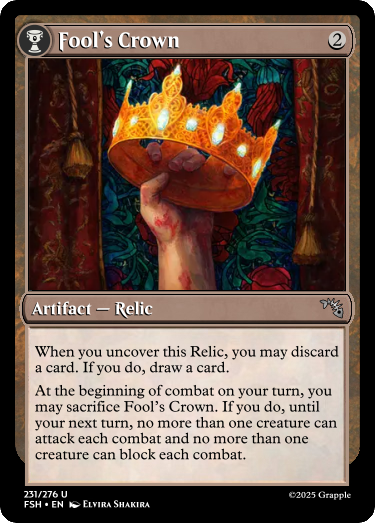 Fool's Crown 2
Artifact — Relic
When you uncover this Relic, you may discard
a card. If you do, draw a card.
At the beginning of combat on your turn, you
may sacrifice Fool's Crown. If you do, until
your next turn, no more than one creature can
attack each combat and no more than one
creature can block each combat.
231/276 U
FSH • EN Elvira Shakira ©2025 Grapple